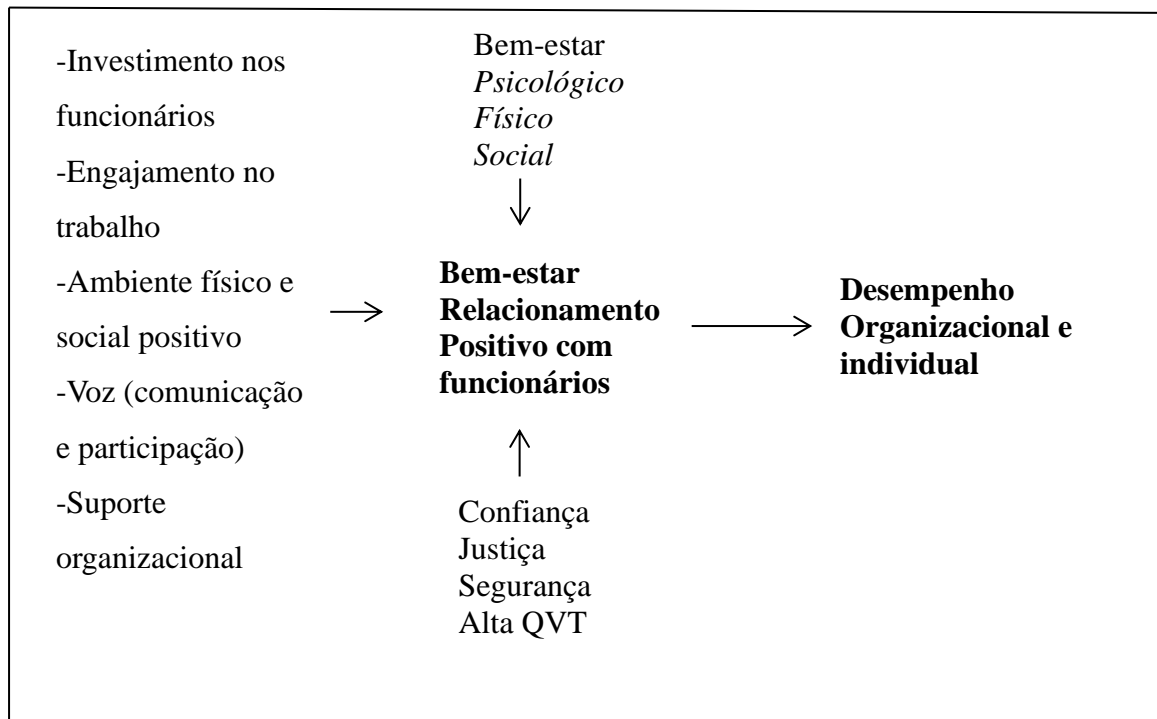 -Investimento nos
funcionários
-Engajamento no
trabalho
-Ambiente físico e
social positivo
-Voz (comunicação
e participação)
-Suporte
organizacional
Bem-estar
Psicológico
Físico
Social
Bem-estar
Relacionamento
Positivo com
funcionários
Confiança
Justiça
Segurança
Alta QVT
Desempenho
Organizacional e
individual